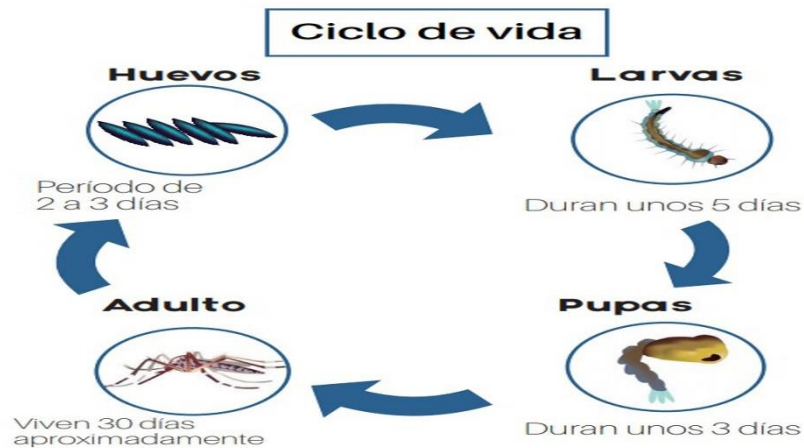 Ciclo de vida
Huevos
Período de
2 a 3 días
Larvas
Duran unos 5 días
Pupas
Duran unos 3 días
Adulto
Viven 30 días
aproximadamente